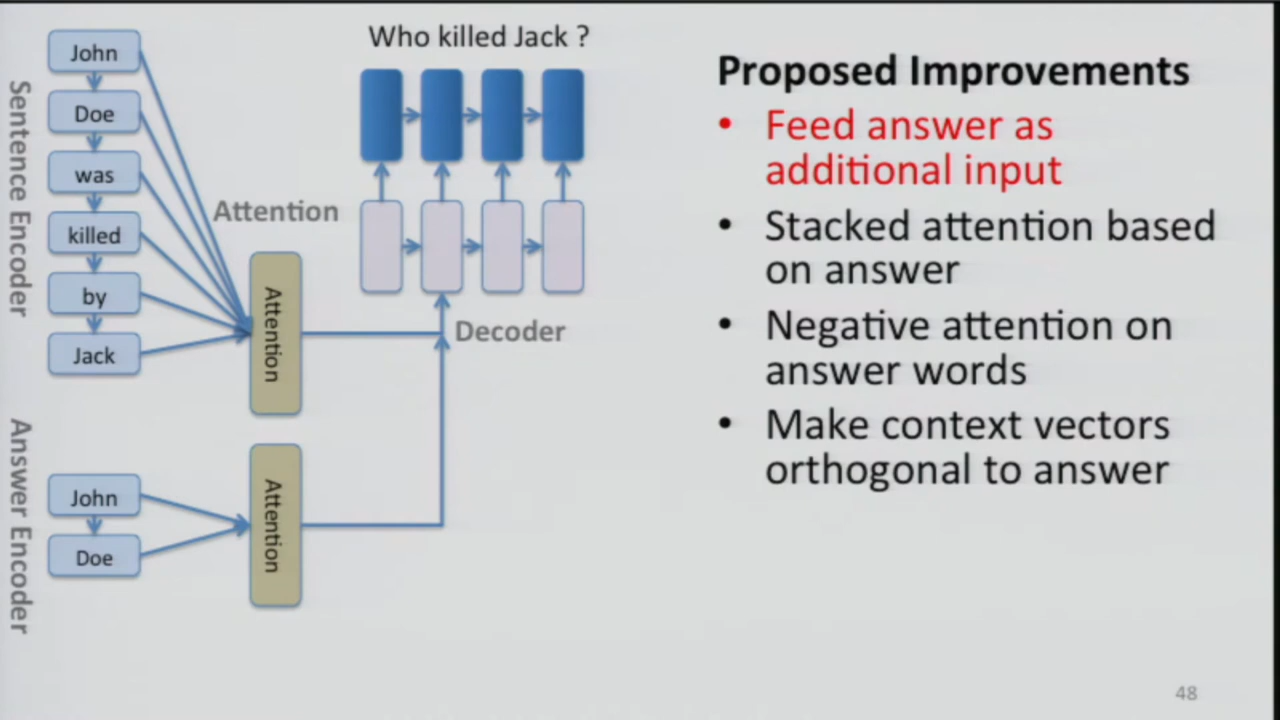 Sentence Encoder
John
Doe
was
killed
by
Jack
Attention
Attention
Who killed Jack ?
Decoder
Answer Encoder
John
Doe
Attention
Proposed Improvements
• Feed answer as
additional input
• Stacked attention based
on answer
• Negative attention on
answer words
• Make context vectors
orthogonal to answer
48